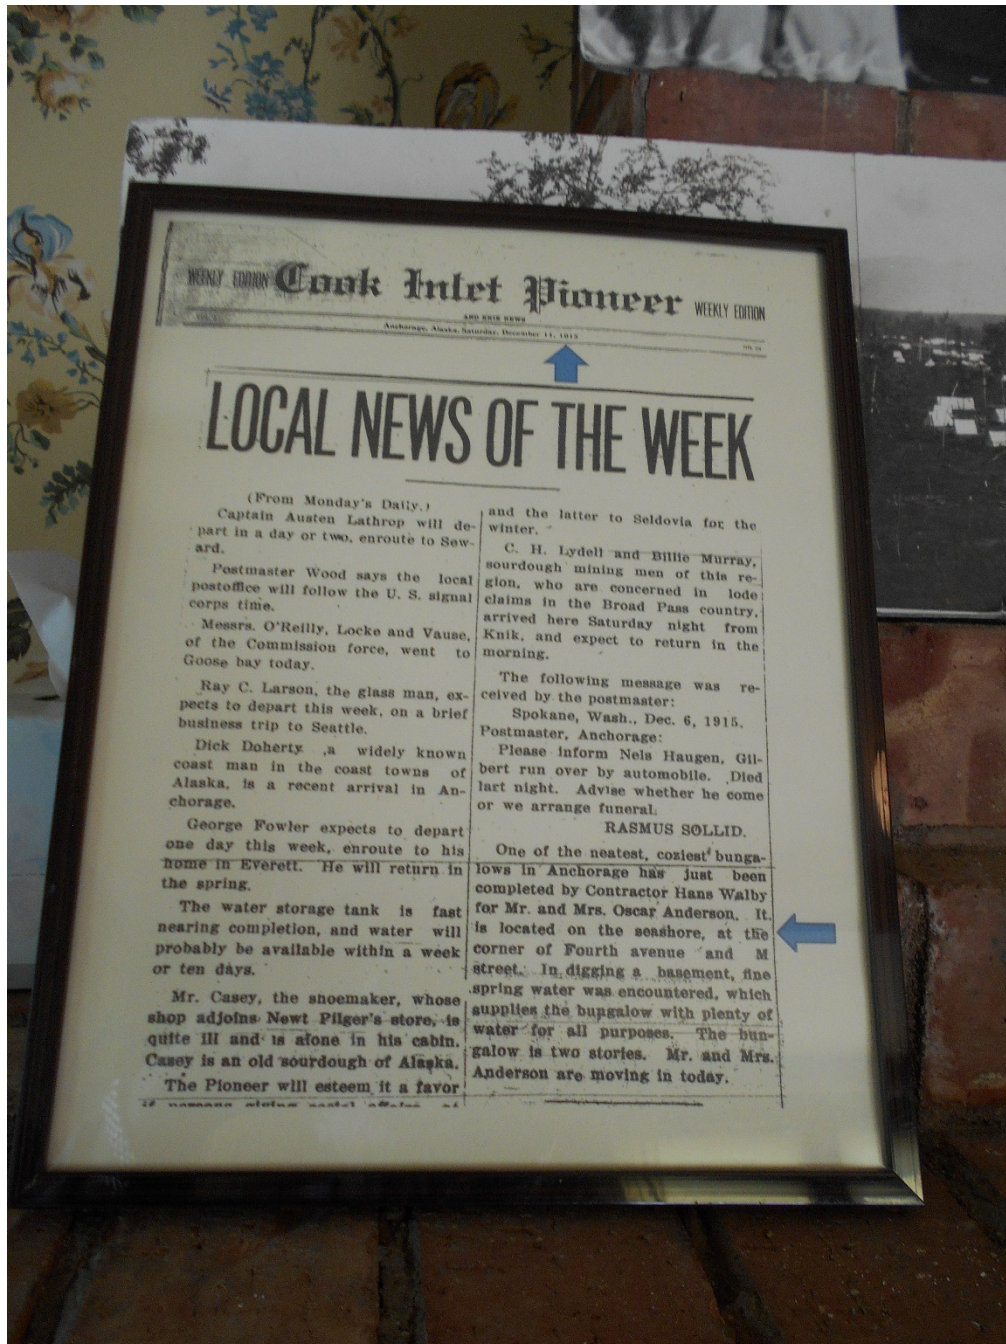 WEEKLY EDITION Cook Inlet Pioneer WEEKLY EDITION
AND KNIK NEWS
Anchorage, Alaska, Saturday, December 11, 1915
LOCAL NEWS OF THE WEEK
(From Monday's Daily.)
Captain Austen Lathrop will de-
part in a day or two, enroute to Sew-
ard.
Postmaster Wood says the local
postoffice will follow the U. S. signal
corps time.
Messrs. O'Reilly, Locke and Vause,
of the Commission force, went to
Goose bay today.
Ray C. Larson, the glass man, ex-
pects to depart this week, on a brief
business trip to Seattle.
Dick Doherty ,a widely known
coast man in the coast towns of
Alaska, is a recent arrival in An-
chorage.
George Fowler expects to depart
one day this week, enroute to his
home in Everett. He will return in
the spring.
The water storage tank is fast
nearing completion, and water will
probably be available within a week
or ten days.
Mr. Casey, the shoemaker, whose
shop adjoins Newt Pilger's store, is
quite ill and is alone in his cabin.
Casey is an old sourdough of Alaska.
The Pioneer will esteem it a favor
and the latter to Seldovia for the
winter.
C. H. Lydell and Billie Murray,
sourdough mining men of this re-
gion, who are concerned in lode
claims in the Broad Pass country,
arrived here Saturday night from
Knik, and expect to return in the
morning.
The following message was re-
ceived by the postmaster:
Spokane, Wash., Dec. 6, 1915.
Postmaster, Anchorage:
Please inform Nels Haugen, Gil-
bert run over by automobile. Died
lart night. Advise whether he come
or we arrange funeral.
RASMUS SOLLID.
One of the neatest, coziest bunga-
lows in Anchorage has just been
completed by Contractor Hans Walby
for Mr. and Mrs. Oscar Anderson. It
is located on the seashore, at the
corner of Fourth avenue and M
street. In digging a basement, fine
spring water was encountered, which
supplies the bungalow with plenty of
water for all purposes. The bun-
galow is two stories. Mr. and Mrs.
Anderson are moving in today.